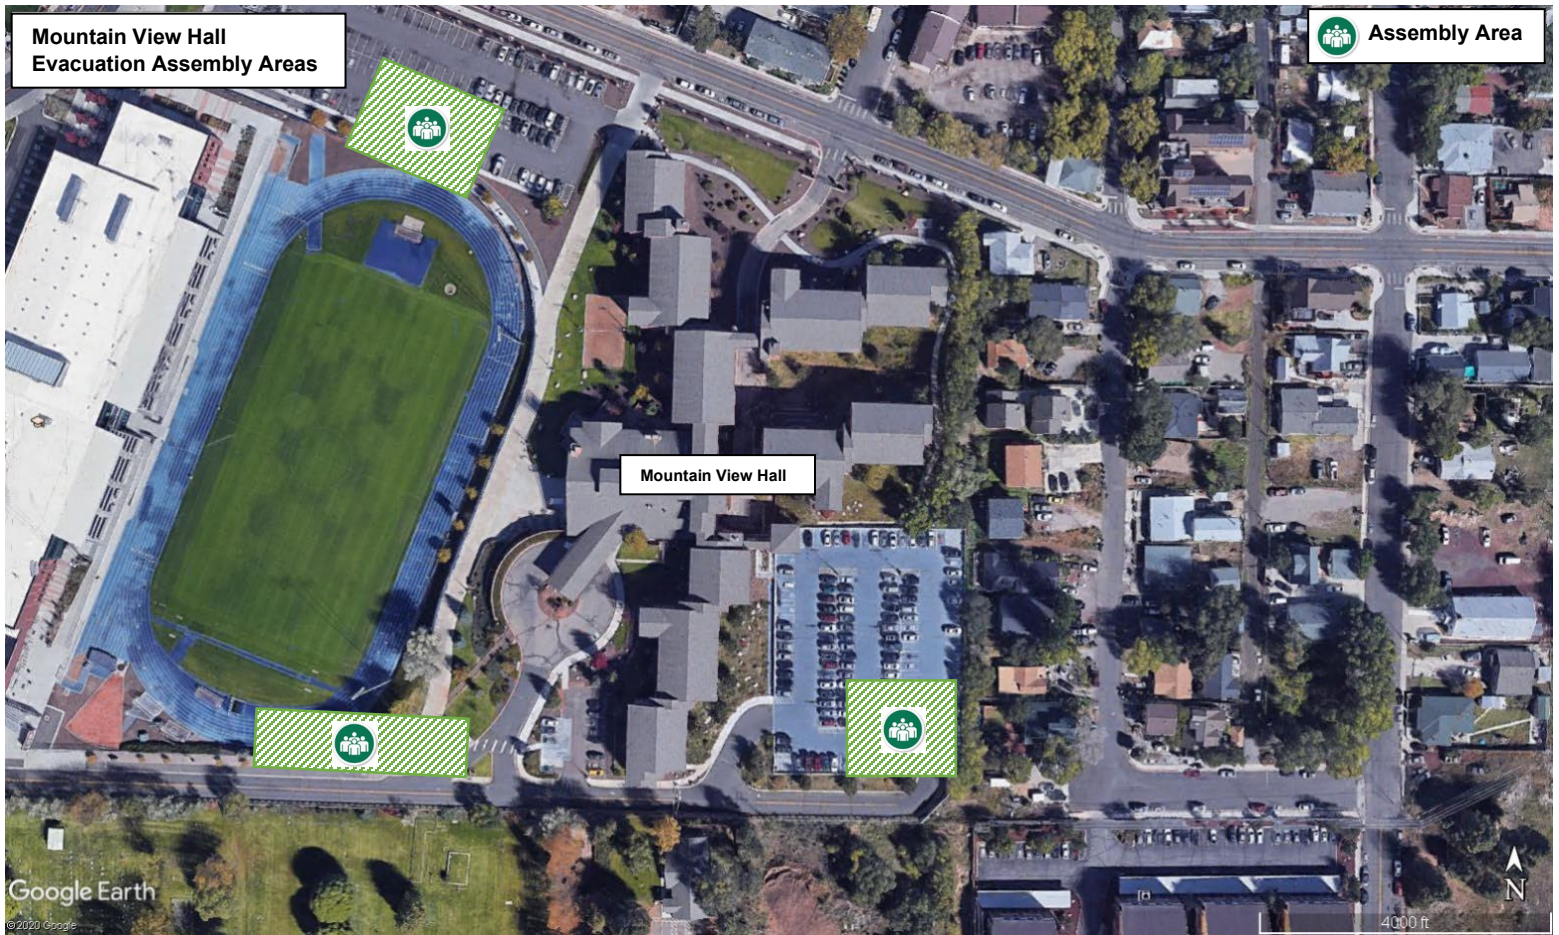 Mountain View Hall
Evacuation Assembly Areas
Assembly Area
Mountain View Hall
Google Earth
©2020 Google
N
4000 ft